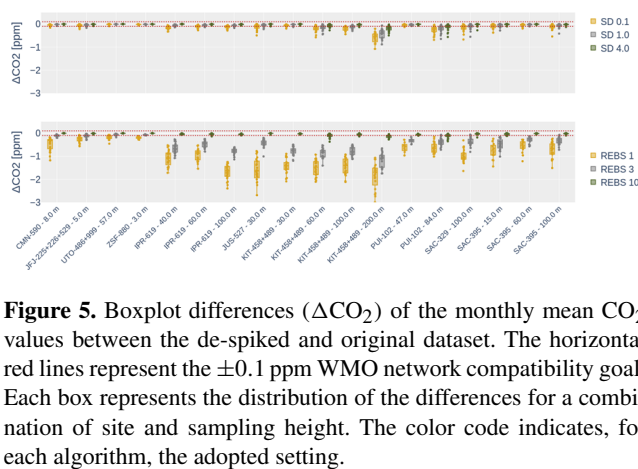 ΔCO2 [ppm]
0
−1
−2
−3
SD 0.1
SD 1.0
SD 4.0
ΔCO2 [ppm]
0
−1
−2
−3
REBS 1
REBS 3
REBS 10
CMN-590 - 8.0 m
JFJ-225+226+529 - 5.0 m
UTO-486+999 - 57.0 m
ZSF-880 - 3.0 m
IPR-619 - 40.0 m
IPR-619 - 60.0 m
IPR-619 - 100.0 m
JUS-527 - 30.0 m
KIT-458+489 - 30.0 m
KIT-458+489 - 60.0 m
KIT-458+489 - 100.0 m
KIT-458+489 - 200.0 m
PUI-102 - 47.0 m
PUI-102 - 84.0 m
SAC-329 - 100.0 m
SAC-395 - 15.0 m
SAC-395 - 60.0 m
SAC-395 - 100.0 m
Figure 5. Boxplot differences (ΔCO₂) of the monthly mean CO₂
values between the de-spiked and original dataset. The horizonta
red lines represent the ±0.1 ppm WMO network compatibility goal
Each box represents the distribution of the differences for a combi
nation of site and sampling height. The color code indicates, fo
each algorithm, the adopted setting.